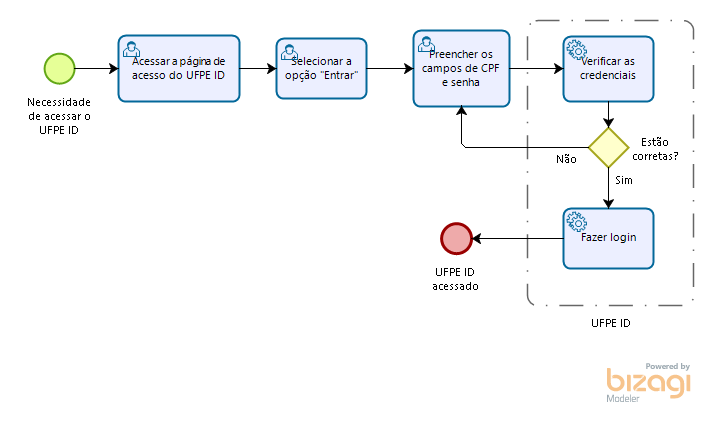 Necessidade
de acessar o
UFPE ID
Acessar a página de
acesso do UFPE ID
Selecionar a
opção "Entrar"
Preencher os
campos de CPF
e senha
Verificar as
credenciais
Estão
corretas?
Não
Sim
Fazer login
UFPE ID
acessado
UFPE ID
Powered by
bizagi
Modeler